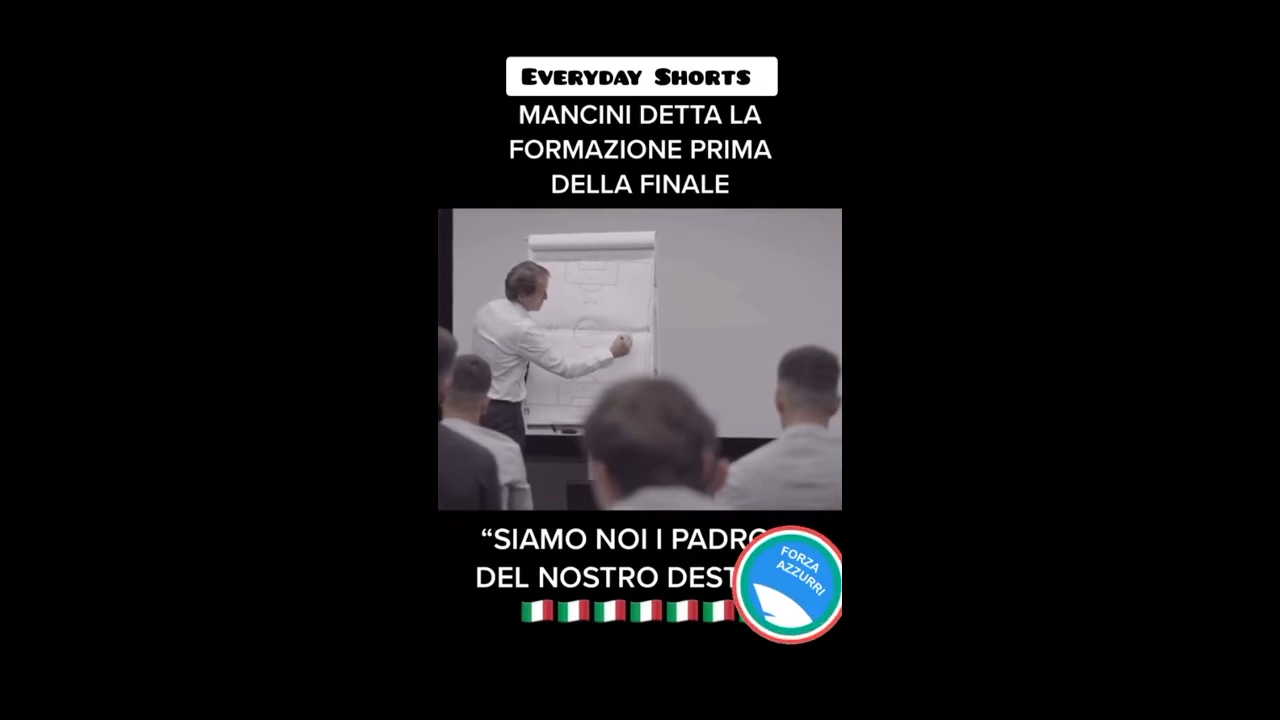 EVERYDAY SHORTS
MANCINI DETTA LA
FORMAZIONE PRIMA
DELLA FINALE
“SIAMO NOI I
DEL NOSTRO
FORZA
AZZURRI